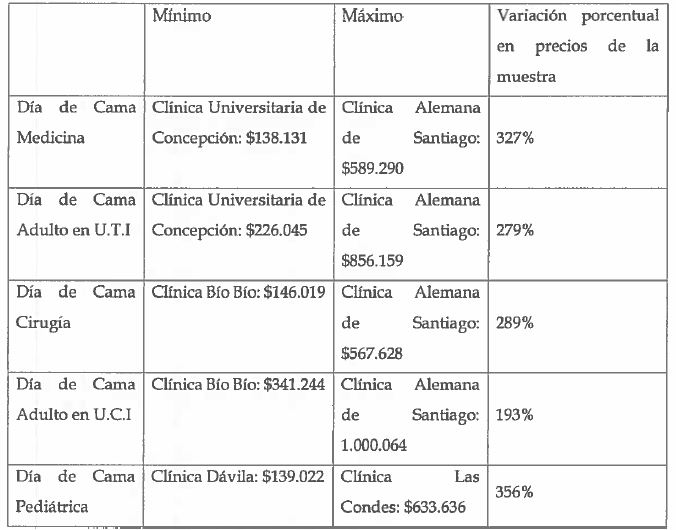 Mínimo
Máximo
Variación porcentual
en precios de la
muestra
Día de Cama
Medicina
Clínica Universitaria de
Concepción: $138.131
Clínica Alemana
de Santiago:
$589.290
327%
Día de Cama
Adulto en U.T.I
Clínica Universitaria de
Concepción: $226.045
Clínica Alemana
de Santiago:
$856.159
279%
Día de Cama
Cirugía
Clínica Bío Bío: $146.019
Clínica Alemana
de Santiago:
$567.628
289%
Día de Cama
Adulto en U.C.I
Clínica Bío Bío: $341.244
Clínica Alemana
de Santiago:
1.000.064
193%
Día de Cama
Pediátrica
Clínica Dávila: $139.022
Clínica Las
Condes: $633.636
356%